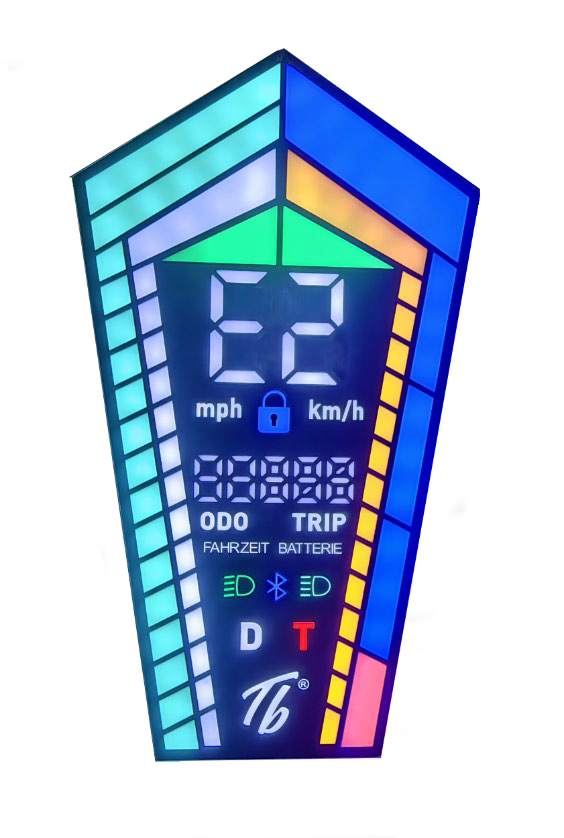 E2
mph km/h
88888
ODO TRIP
FAHRZEIT BATTERIE
D T
Tb®